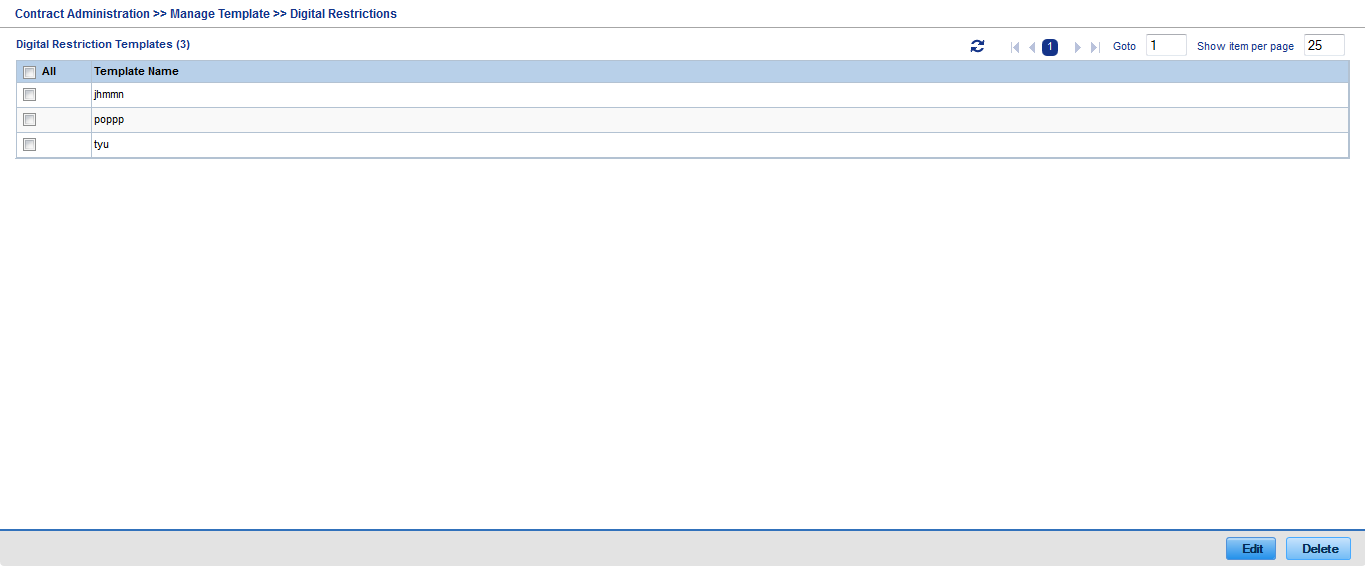 Contract Administration >> Manage Template >> Digital Restrictions
Digital Restriction Templates (3) 1 Goto 1 Show item per page 25
All Template Name
jhmmn
poppp
tyu
Edit Delete